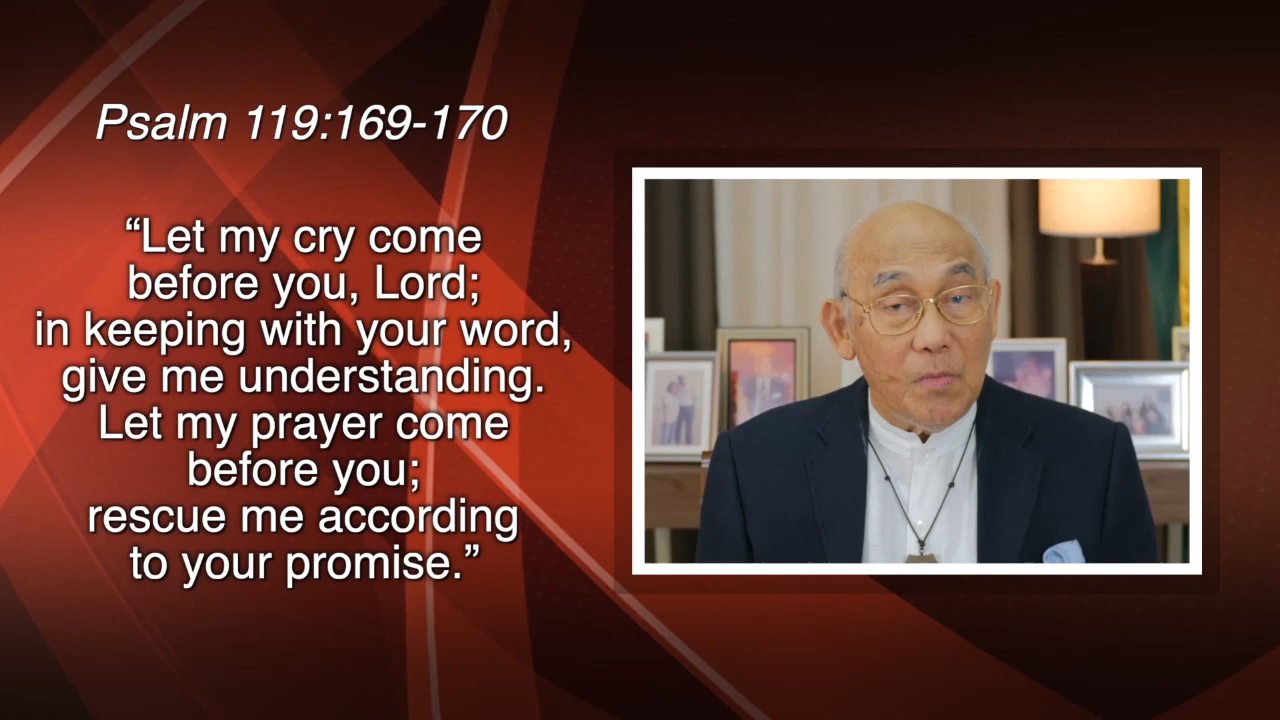 Psalm 119:169-170
“Let my cry come
before you, Lord;
in keeping with your word,
give me understanding.
Let my prayer come
before you;
rescue me according
to your promise.”